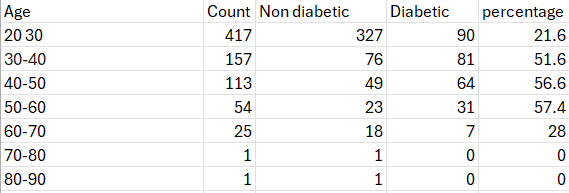 Age Count Non diabetic Diabetic percentage
20 30 417 327 90 21.6
30-40 157 76 81 51.6
40-50 113 49 64 56.6
50-60 54 23 31 57.4
60-70 25 18 7 28
70-80 1 1 0 0
80-90 1 1 0 0